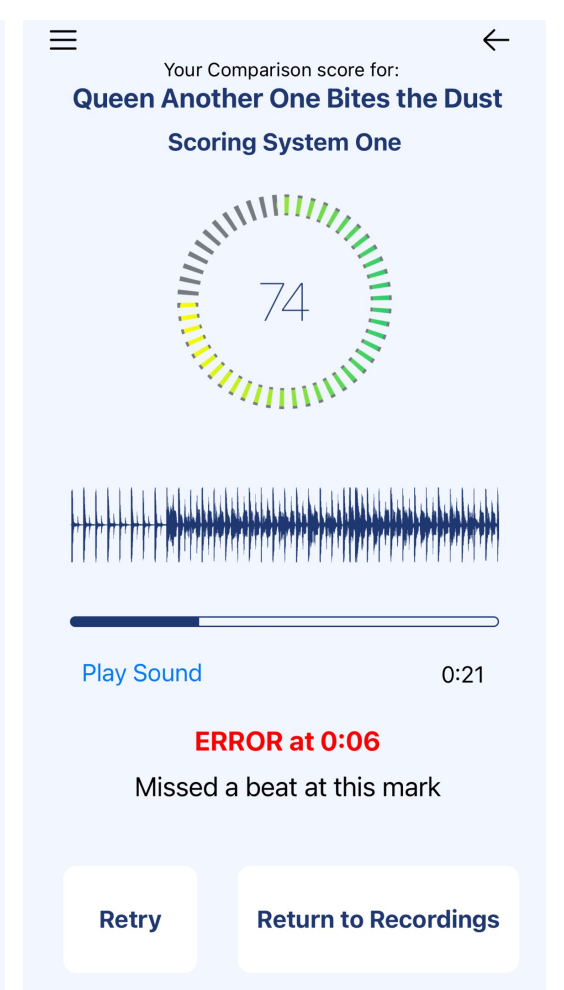 Your Comparison score for:
Queen Another One Bites the Dust
Scoring System One
74
Play Sound
0:21
ERROR at 0:06
Missed a beat at this mark
Retry
Return to Recordings